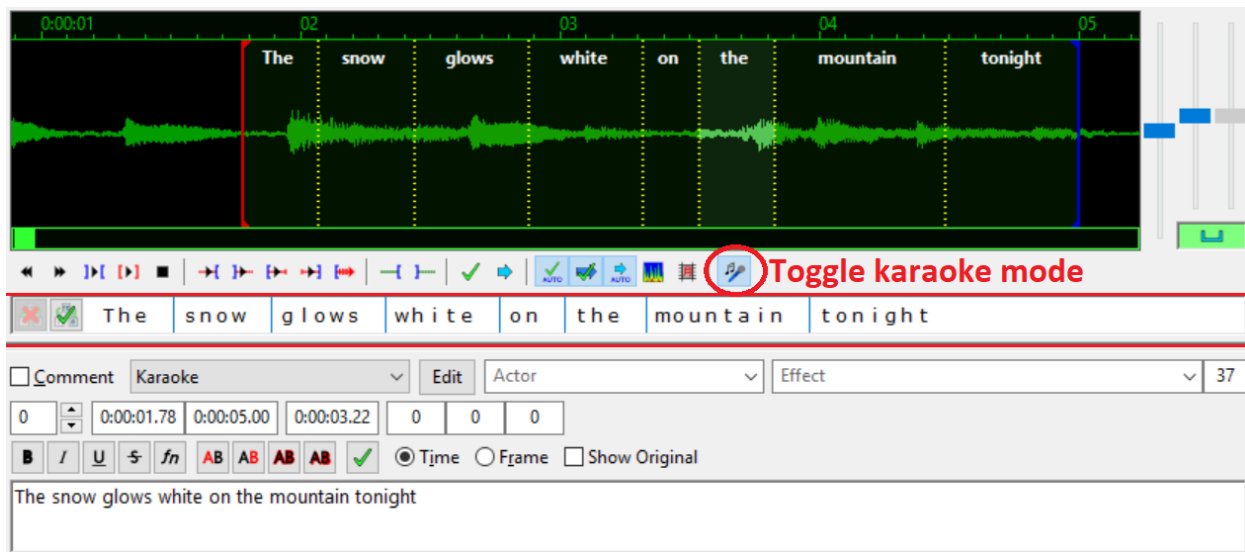 0:00:01 02 03 04 05
The snow glows white on the mountain tonight
AUTO AUTO Toggle karaoke mode
The snow glows white on the mountain tonight
Comment Karaoke Edit Actor Effect 37
0 0:00:01.78 0:00:05.00 0:00:03.22 0 0 0
B I U S fn AB AB AB AB Time Frame Show Original
The snow glows white on the mountain tonight